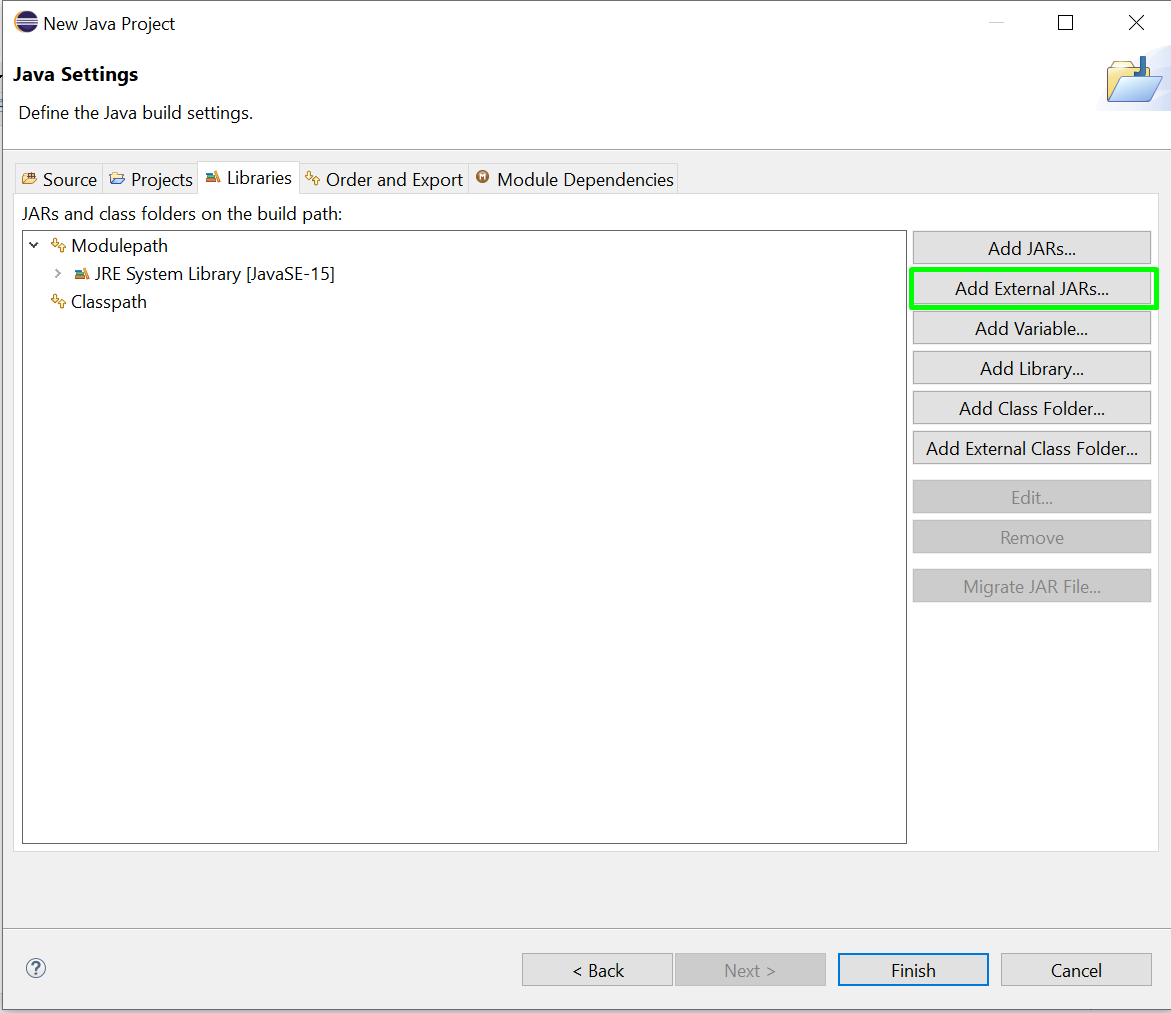 New Java Project
Java Settings
Define the Java build settings.
Source Projects Libraries Order and Export Module Dependencies
JARs and class folders on the build path:
Modulepath
JRE System Library [JavaSE-15]
Classpath
Add JARs...
Add External JARs...
Add Variable...
Add Library...
Add Class Folder...
Add External Class Folder...
Edit...
Remove
Migrate JAR File...
? < Back Next > Finish Cancel